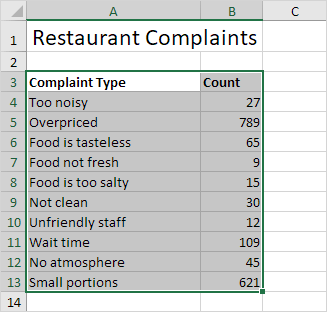 A B C
1 Restaurant Complaints
2
3 Complaint Type Count
4 Too noisy 27
5 Overpriced 789
6 Food is tasteless 65
7 Food not fresh 9
8 Food is too salty 15
9 Not clean 30
10 Unfriendly staff 12
11 Wait time 109
12 No atmosphere 45
13 Small portions 621
14